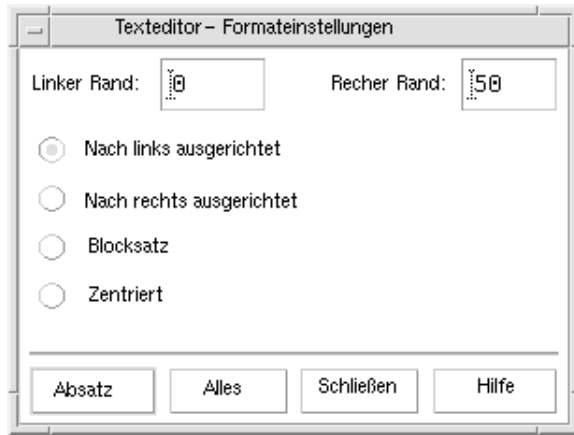 Texteditor – Formateinstellungen
Linker Rand: 0 Recher Rand: 50
Nach links ausgerichtet
Nach rechts ausgerichtet
Blocksatz
Zentriert
Absatz Alles Schließen Hilfe